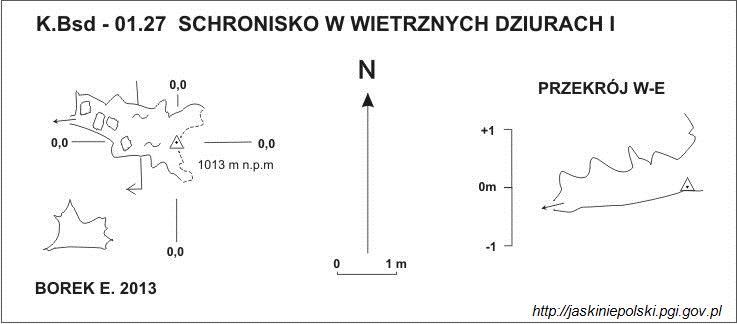 K.Bsd - 01.27 SCHRONISKO W WIETRZNYCH DZIURACH I
0,0
N
PRZEKRÓJ W-E
0,0
0,0
1013 m n.p.m
+1
0m
-1
0,0
0 1 m
BOREK E. 2013
http://jaskiniepolski.pgi.gov.pl